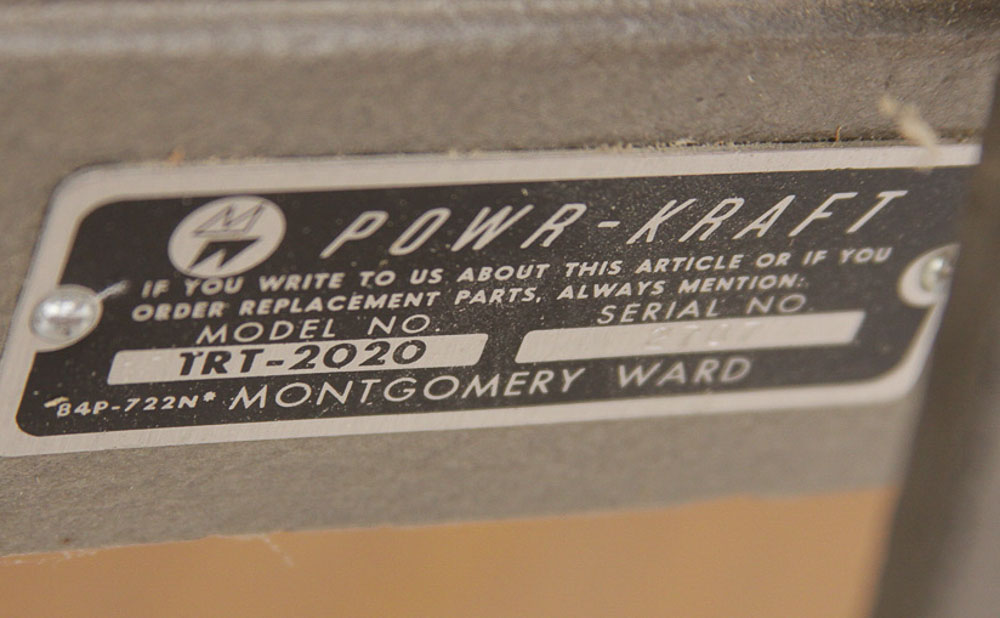 POWR-KRAFT
IF YOU WRITE TO US ABOUT THIS ARTICLE OR IF YOU
ORDER REPLACEMENT PARTS, ALWAYS MENTION:
MODEL NO. SERIAL NO.
TRT-2020
84P-722N* MONTGOMERY WARD